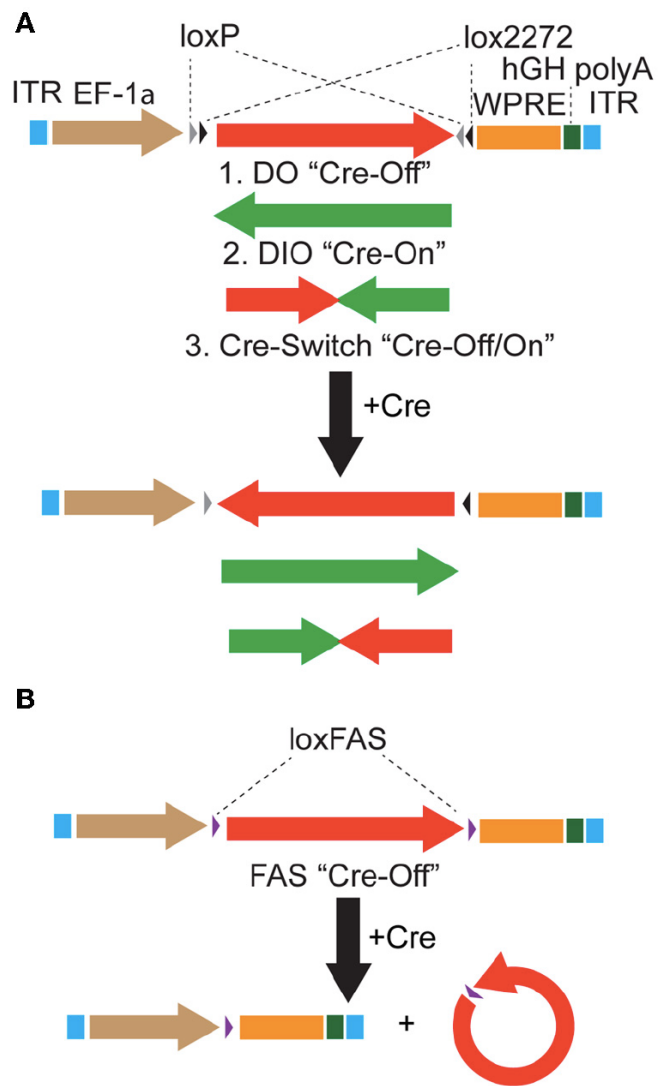 A
loxP
lox2272
hGH polyA
ITR EF-1a
WPRE ITR
1. DO “Cre-Off”
2. DIO “Cre-On”
3. Cre-Switch “Cre-Off/On”
+Cre
B
loxFAS
FAS “Cre-Off”
+Cre
+